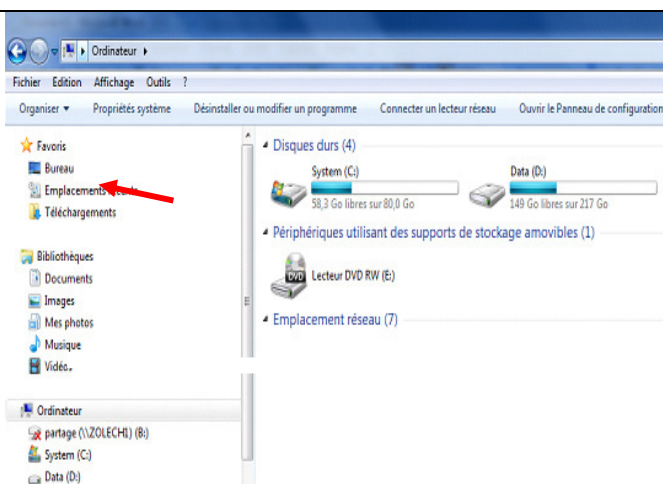 Ordinateur
Fichier Edition Affichage Outils ?
Organiser Propriétés système Désinstaller ou modifier un programme Connecter un lecteur réseau Ouvrir le Panneau de configuration
Favoris
Bureau
Emplacements
Téléchargements
Bibliothèques
Documents
Images
Mes photos
Musique
Vidéo.
Ordinateur
partage (\\ZOLECHI1) (B:)
System (C:)
Data (D:)
Disques durs (4)
System (C:)
58,3 Go libres sur 80,0 Go
Data (D:)
149 Go libres sur 217 Go
Périphériques utilisant des supports de stockage amovibles (1)
DVD
Lecteur DVD RW (E:)
Emplacement réseau (7)